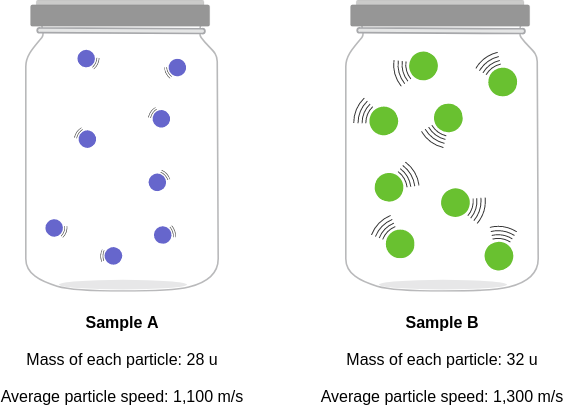 Sample A
Mass of each particle: 28 u
Average particle speed: 1,100 m/s
Sample B
Mass of each particle: 32 u
Average particle speed: 1,300 m/s